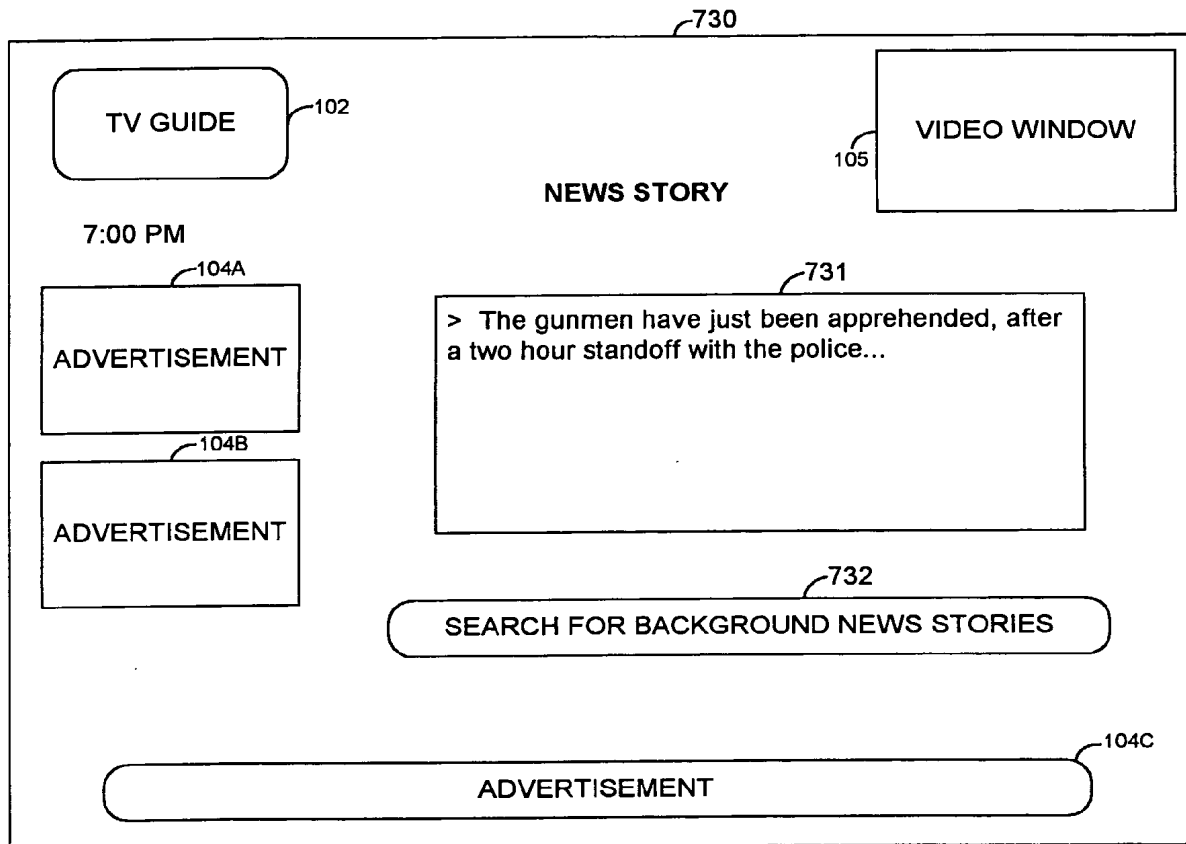 730
TV GUIDE
102
VIDEO WINDOW
105
NEWS STORY
7:00 PM
104A
ADVERTISEMENT
104B
ADVERTISEMENT
731
> The gunmen have just been apprehended, after
a two hour standoff with the police...
732
SEARCH FOR BACKGROUND NEWS STORIES
104C
ADVERTISEMENT